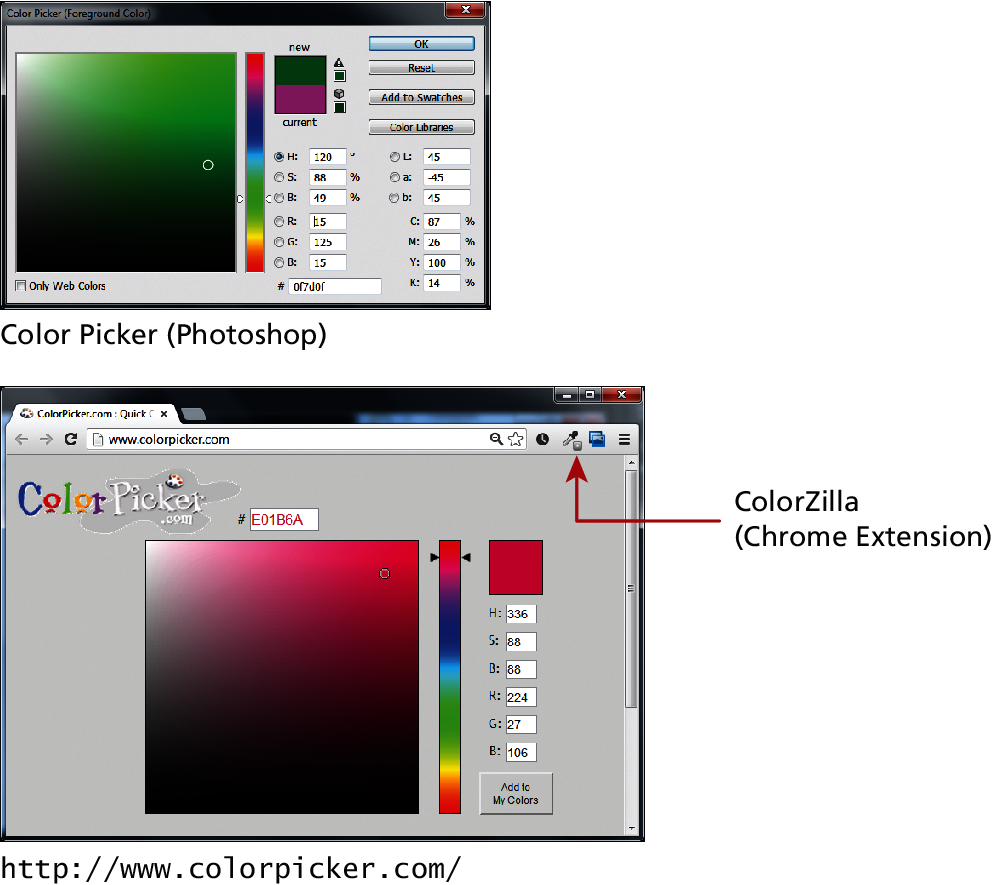 Color Picker (Foreground Color)
new
current
OK
Reset
Add to Swatches
Color Libraries
H: 120 °
S: 88 %
B: 49 %
R: 15
G: 125
B: 15
# 0f7d0f
L: 45
a: -45
b: 45
C: 87 %
M: 26 %
Y: 100 %
K: 14 %
Only Web Colors
Color Picker (Photoshop)
ColorPicker.com : Quick C
www.colorpicker.com
ColorPicker
.com
# E01B6A
H: 336
S: 88
B: 88
R: 224
G: 27
B: 106
Add to
My Colors
ColorZilla
(Chrome Extension)
http://www.colorpicker.com/